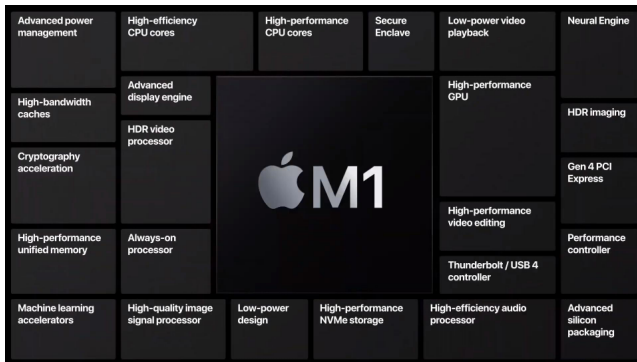 Advanced power
management
High-efficiency
CPU cores
High-performance
CPU cores
Secure
Enclave
Low-power video
playback
Neural Engine
High-bandwidth
caches
Advanced
display engine
High-performance
GPU
HDR imaging
HDR video
processor
Cryptography
acceleration
M1
Gen 4 PCI
Express
High-performance
unified memory
Always-on
processor
High-performance
video editing
Performance
controller
Thunderbolt / USB 4
controller
Machine learning
accelerators
High-quality image
signal processor
Low-power
design
High-performance
NVMe storage
High-efficiency audio
processor
Advanced
silicon
packaging